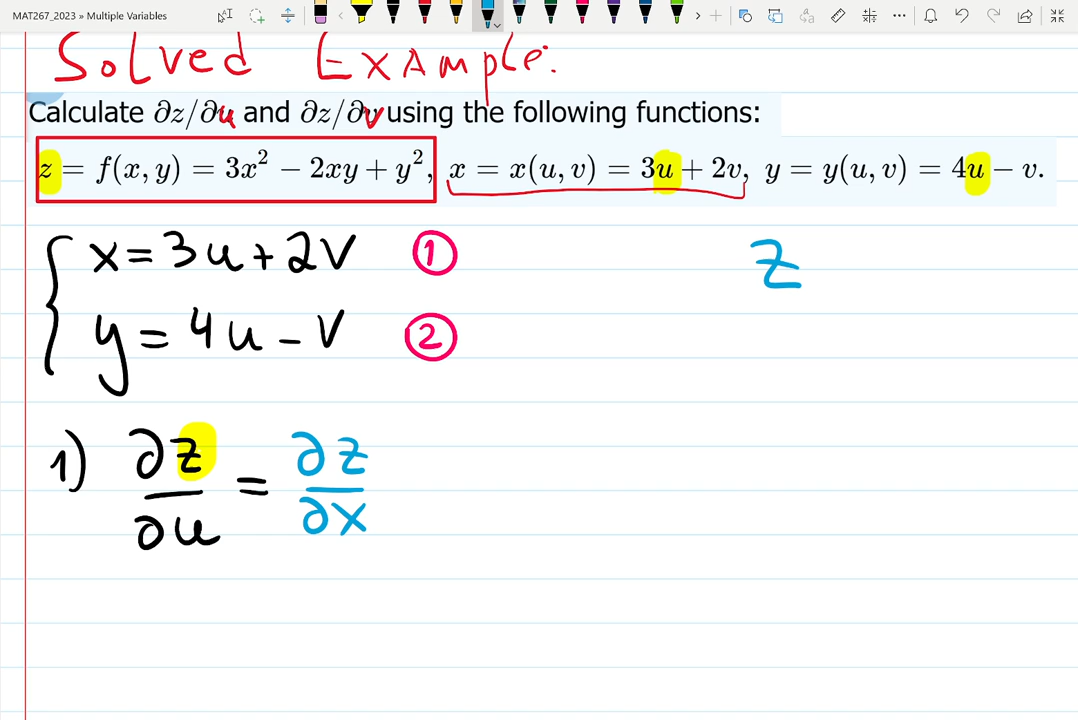 MAT267_2023 » Multiple Variables
Solved Example.
Calculate ∂z/∂u and ∂z/∂v using the following functions:
z = f(x, y) = 3x² − 2xy + y², x = x(u, v) = 3u + 2v, y = y(u, v) = 4u − v.
x = 3u + 2v ①
z
y = 4u − v ②
1) ∂z/∂u = ∂z/∂x